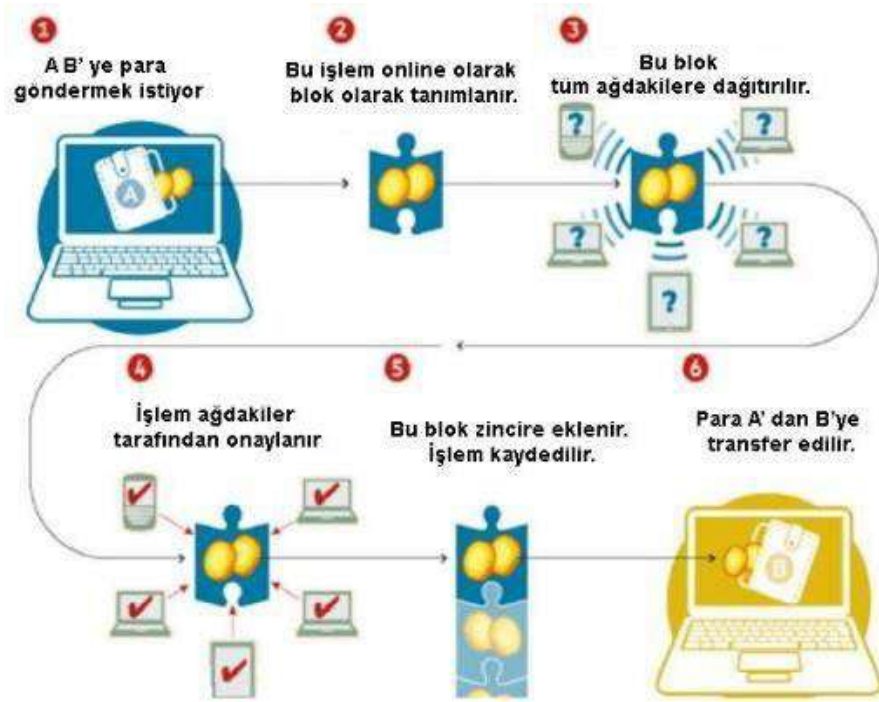 1
A B' ye para
göndermek istiyor
2
Bu işlem online olarak
blok olarak tanımlanır.
3
Bu blok
tüm ağdakilere dağıtırılır.
A
?
?
?
?
?
4
İşlem ağdakiler
tarafından onaylanır
5
Bu blok zincire eklenir.
İşlem kaydedilir.
6
Para A' dan B'ye
transfer edilir.
B